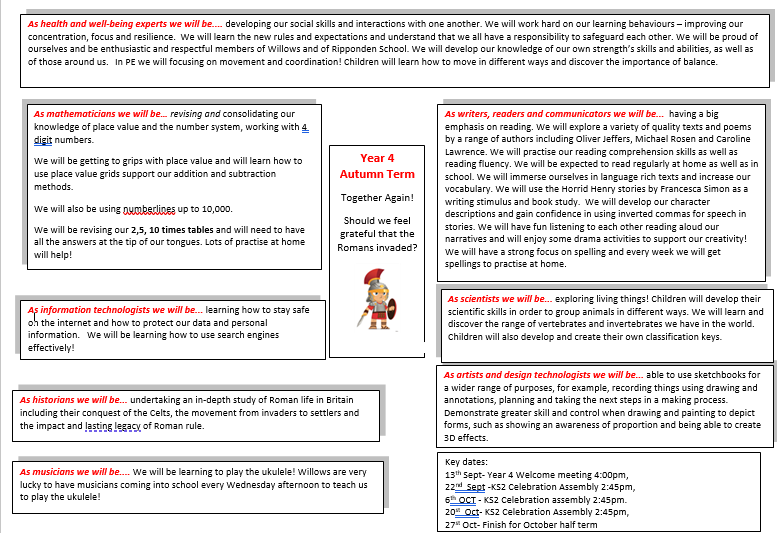 As health and well-being experts we will be.... developing our social skills and interactions with one another. We will work hard on our learning behaviours – improving our
concentration, focus and resilience. We will learn the new rules and expectations and understand that we all have a responsibility to safeguard each other. We will be proud of
ourselves and be enthusiastic and respectful members of Willows and of Ripponden School. We will develop our knowledge of our own strength's skills and abilities, as well as
of those around us. In PE we will focusing on movement and coordination! Children will learn how to move in different ways and discover the importance of balance.
As mathematicians we will be... revising and consolidating our
knowledge of place value and the number system, working with 4
digit numbers.
We will be getting to grips with place value and will learn how to
use place value grids support our addition and subtraction
methods.
We will also be using numberlines up to 10,000.
We will be revising our 2,5, 10 times tables and will need to have
all the answers at the tip of our tongues. Lots of practise at home
will help!
As information technologists we will be... learning how to stay safe
on the internet and how to protect our data and personal
information. We will be learning how to use search engines
effectively!
As historians we will be... undertaking an in-depth study of Roman life in Britain
including their conquest of the Celts, the movement from invaders to settlers and
the impact and lasting legacy of Roman rule.
As musicians we will be.... We will be learning to play the ukulele! Willows are very
lucky to have musicians coming into school every Wednesday afternoon to teach us
to play the ukulele!
Year 4
Autumn Term
Together Again!
Should we feel
grateful that the
Romans invaded?
As writers, readers and communicators we will be... having a big
emphasis on reading. We will explore a variety of quality texts and poems
by a range of authors including Oliver Jeffers, Michael Rosen and Caroline
Lawrence. We will practise our reading comprehension skills as well as
reading fluency. We will be expected to read regularly at home as well as in
school. We will immerse ourselves in language rich texts and increase our
vocabulary. We will use the Horrid Henry stories by Francesca Simon as a
writing stimulus and book study. We will develop our character
descriptions and gain confidence in using inverted commas for speech in
stories. We will have fun listening to each other reading aloud our
narratives and will enjoy some drama activities to support our creativity!
We will have a strong focus on spelling and every week we will get
spellings to practise at home.
As scientists we will be... exploring living things! Children will develop their
scientific skills in order to group animals in different ways. We will learn and
discover the range of vertebrates and invertebrates we have in the world.
Children will also develop and create their own classification keys.
As artists and design technologists we will be... able to use sketchbooks for
a wider range of purposes, for example, recording things using drawing and
annotations, planning and taking the next steps in a making process.
Demonstrate greater skill and control when drawing and painting to depict
forms, such as showing an awareness of proportion and being able to create
3D effects.
Key dates:
13th Sept- Year 4 Welcome meeting 4:00pm,
22nd Sept -KS2 Celebration Assembly 2:45pm,
6th OCT - KS2 Celebration assembly 2:45pm.
20st Oct- KS2 Celebration Assembly 2:45pm,
27st Oct- Finish for October half term